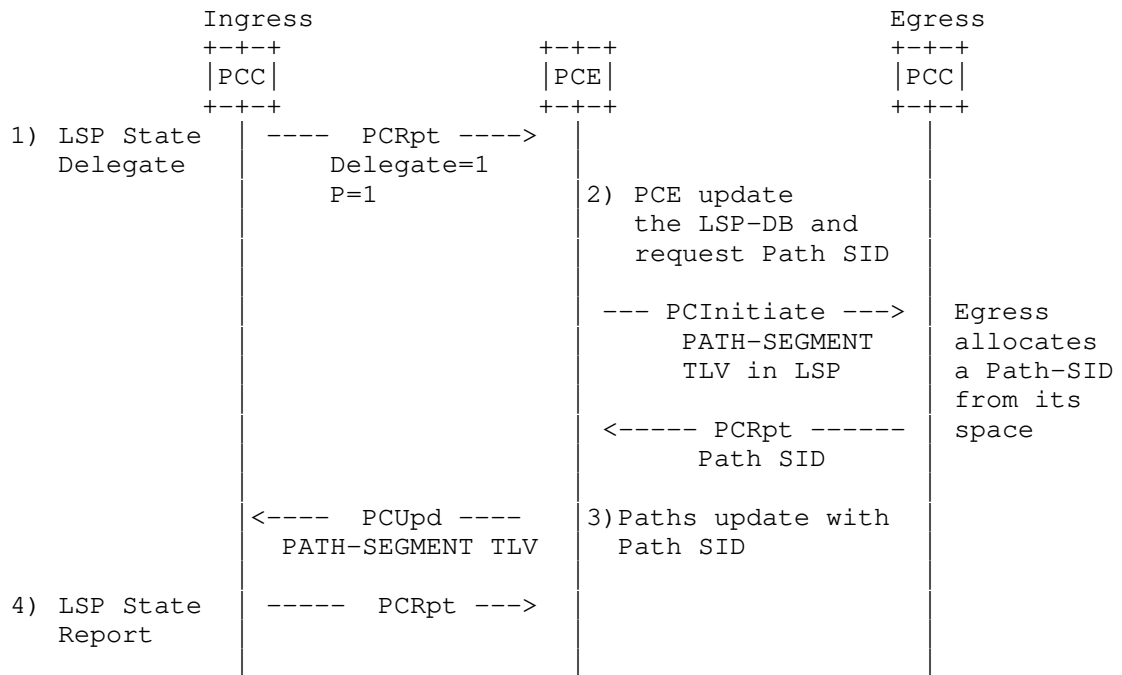 Ingress                                     Egress
                +-+-+                 +-+-+                 +-+-+
                |PCC|                 |PCE|                 |PCC|
                +-+-+                 +-+-+                 +-+-+
1) LSP State      | ----  PCRpt ---->   |                     |
   Delegate       |     Delegate=1      |                     |
                  |     P=1             |2) PCE update        |
                  |                     |   the LSP-DB and    |
                  |                     |   request Path SID  |
                  |                     |                     |
                  |                     | --- PCInitiate ---> | Egress
                  |                     |     PATH-SEGMENT    | allocates
                  |                     |     TLV in LSP      | a Path-SID
                  |                     |                     | from its
                  |                     | <----- PCRpt ------ | space
                  |                     |      Path SID       |
                  |                     |                     |
                  |<----  PCUpd ----    |3)Paths update with  |
                  | PATH-SEGMENT TLV    |  Path SID           |
                  |                     |                     |
4) LSP State      | -----  PCRpt --->   |                     |
   Report         |                     |                     |
                  |                     |                     |